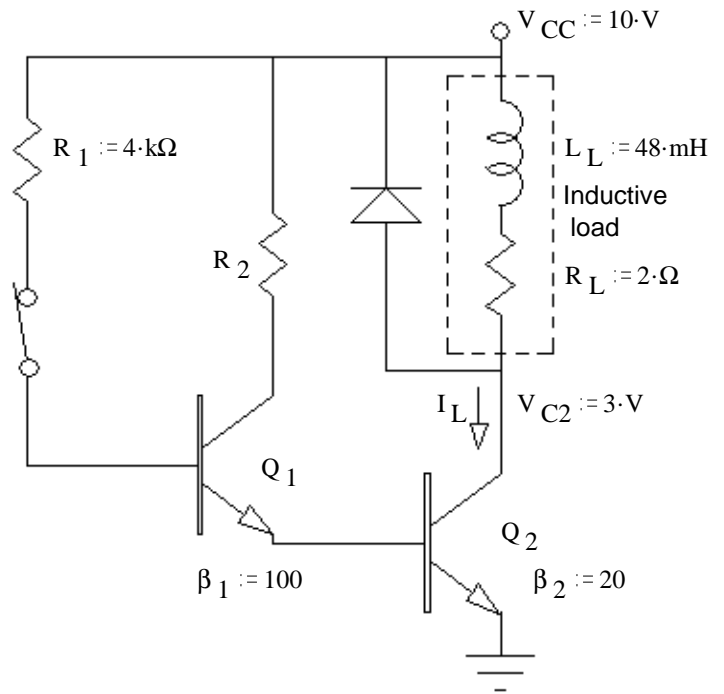 V CC := 10·V
R 1 := 4·kΩ
L L := 48·mH
Inductive
load
R 2
R L := 2·Ω
I L
V C2 := 3·V
Q 1
Q 2
β 1 := 100
β 2 := 20